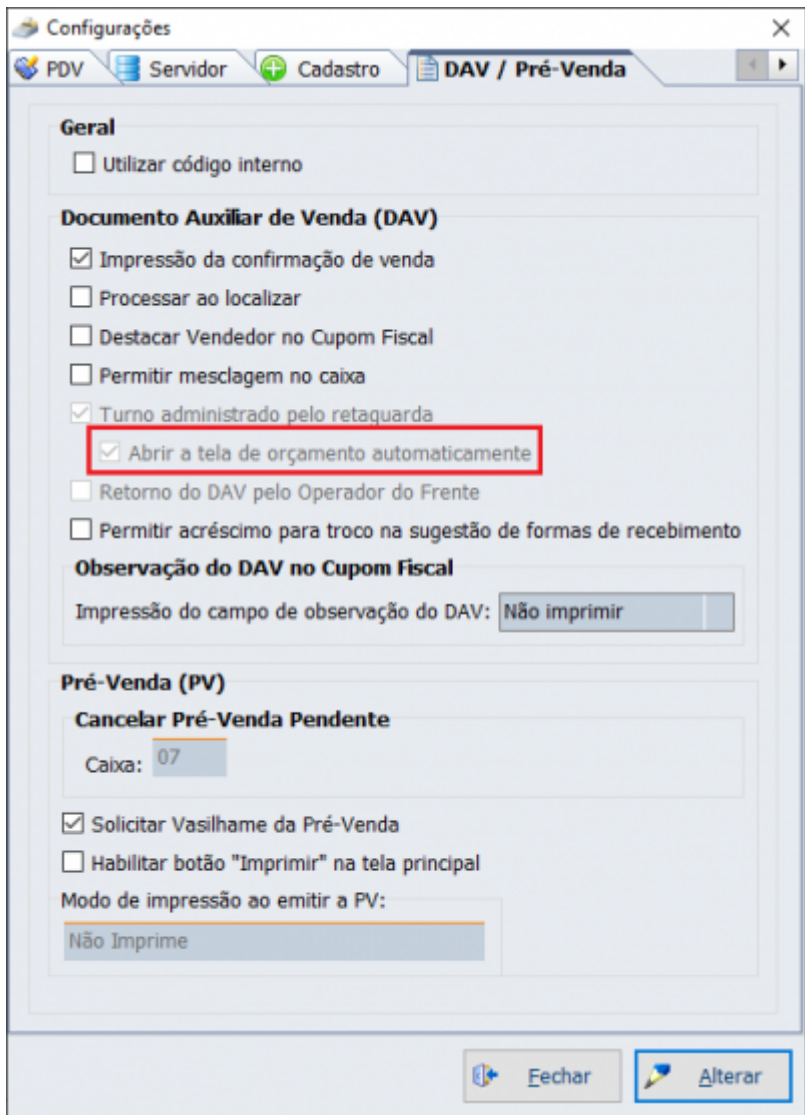 Configurações
PDV Servidor Cadastro DAV / Pré-Venda
Geral
Utilizar código interno
Documento Auxiliar de Venda (DAV)
Impressão da confirmação de venda
Processar ao localizar
Destacar Vendedor no Cupom Fiscal
Permitir mesclagem no caixa
Turno administrado pelo retaguarda
Abrir a tela de orçamento automaticamente
Retorno do DAV pelo Operador do Frente
Permitir acréscimo para troco na sugestão de formas de recebimento
Observação do DAV no Cupom Fiscal
Impressão do campo de observação do DAV: Não imprimir
Pré-Venda (PV)
Cancelar Pré-Venda Pendente
Caixa: 07
Solicitar Vasilhame da Pré-Venda
Habilitar botão "Imprimir" na tela principal
Modo de impressão ao emitir a PV:
Não Imprime
Fechar Alterar